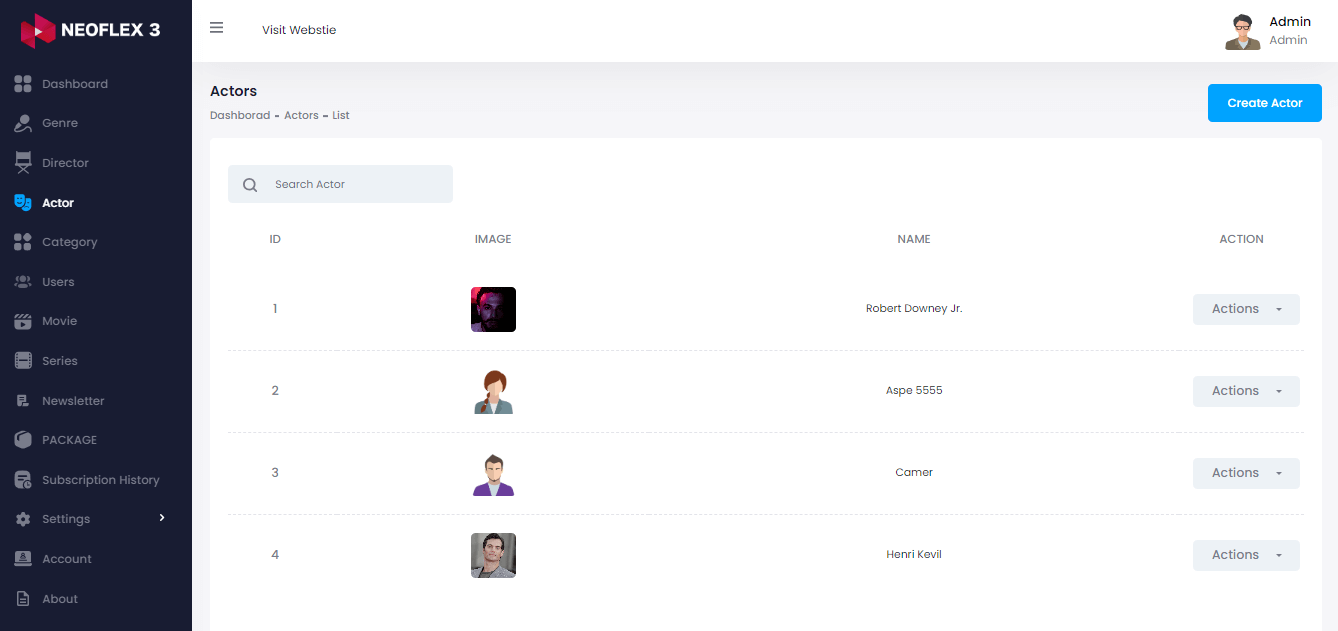 NEOFLEX 3
Visit Webstie
Admin
Admin
Dashboard
Genre
Director
Actor
Category
Users
Movie
Series
Newsletter
PACKAGE
Subscription History
Settings
Account
About
Actors
Dashborad - Actors - List
Create Actor
Search Actor
ID IMAGE NAME ACTION
1 Robert Downey Jr. Actions
2 Aspe 5555 Actions
3 Camer Actions
4 Henri Kevil Actions